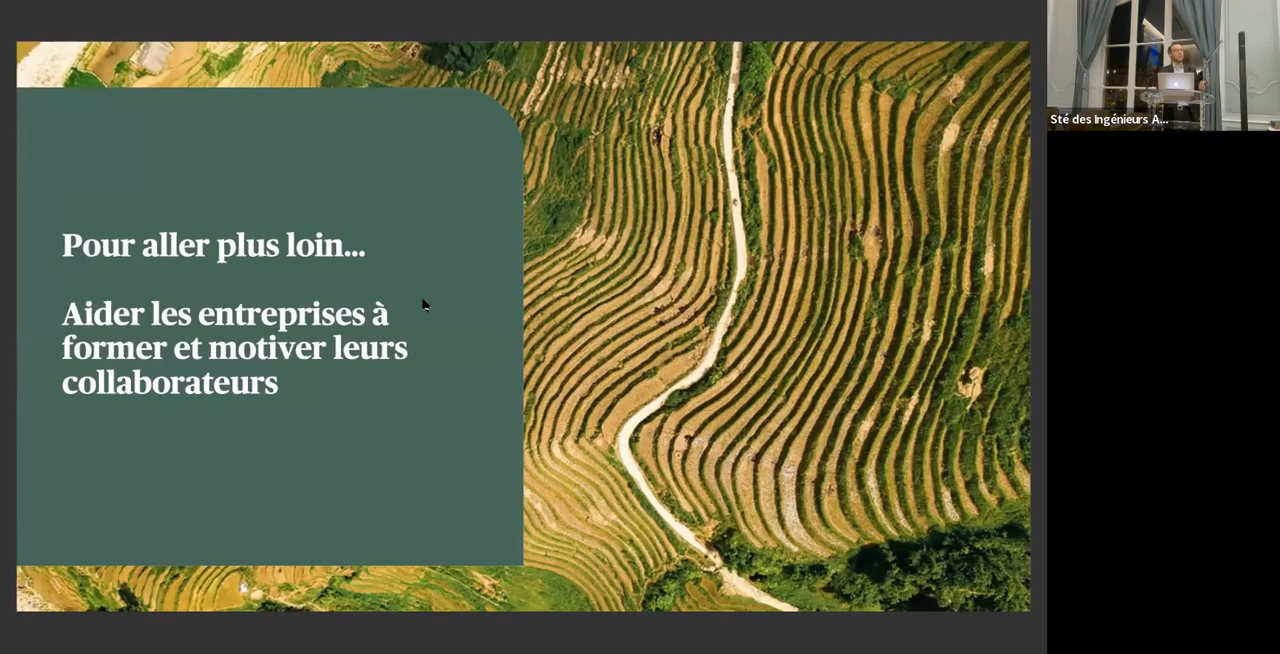 Pour aller plus loin...
Aider les entreprises à
former et motiver leurs
collaborateurs
Sté des Ingénieurs A...